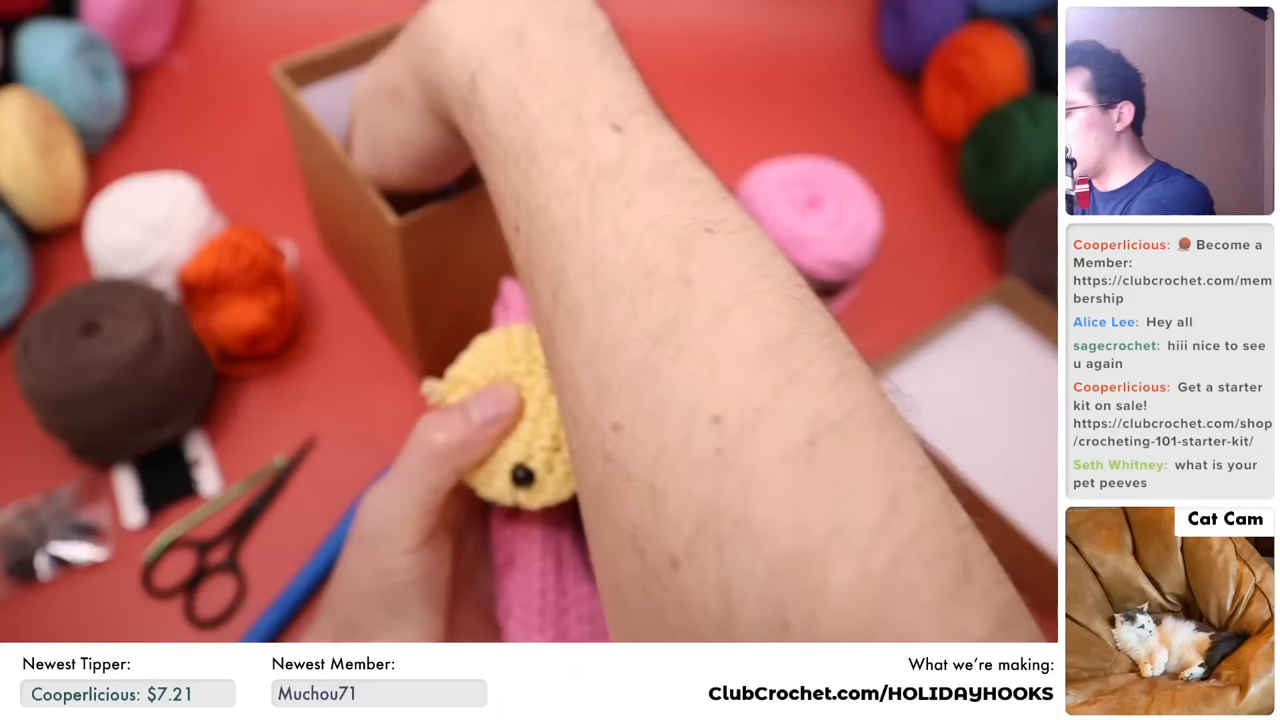 Cooperlicious: Become a
Member:
https://clubcrochet.com/mem
bership
Alice Lee: Hey all
sagecrochet: hiii nice to see
u again
Cooperlicious: Get a starter
kit on sale!
https://clubcrochet.com/shop
/crocheting-101-starter-kit/
Seth Whitney: what is your
pet peeves
Cat Cam
Newest Tipper:
Cooperlicious: $7.21
Newest Member:
Muchou71
What we're making:
ClubCrochet.com/HOLIDAYHOOKS